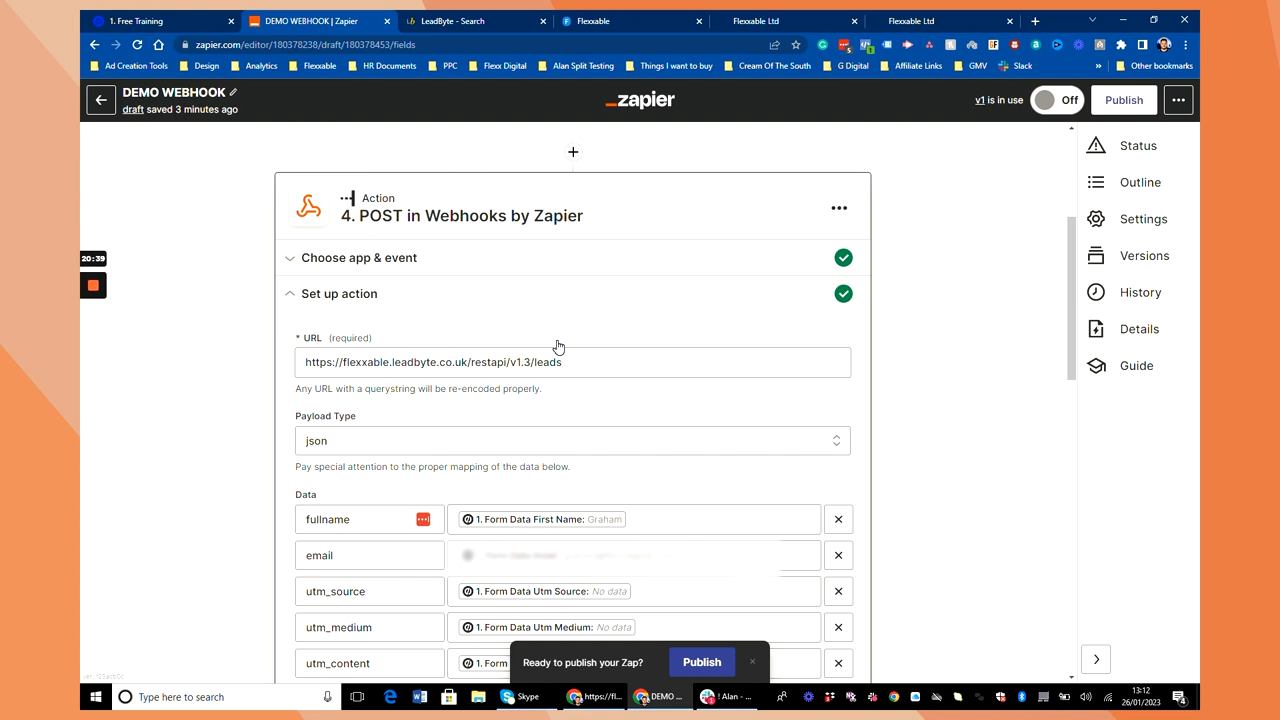 1. Free Training
DEMO WEBHOOK | Zapier
LeadByte - Search
Flexxable
Flexxable Ltd
Flexxable Ltd
zapier.com/editor/180378238/draft/180378453/fields
Ad Creation Tools
Design
Analytics
Flexxable
HR Documents
PPC
Flexx Digital
Alan Split Testing
Things I want to buy
Cream Of The South
G Digital
Affiliate Links
GMV
Slack
Other bookmarks
DEMO WEBHOOK
draft saved 3 minutes ago
_zapier
v1 is in use
Off
Publish
Status
Outline
Settings
Versions
History
Details
Guide
20:39
Action
4. POST in Webhooks by Zapier
Choose app & event
Set up action
* URL (required)
https://flexxable.leadbyte.co.uk/restapi/v1.3/leads
Any URL with a querystring will be re-encoded properly.
Payload Type
json
Pay special attention to the proper mapping of the data below.
Data
fullname
1. Form Data First Name: Graham
email
utm_source
1. Form Data Utm Source: No data
utm_medium
1. Form Data Utm Medium: No data
utm_content
1. Form
Ready to publish your Zap?
Publish
Type here to search
Skype
https://fl...
DEMO ...
! Alan - ...
13:12
26/01/2023